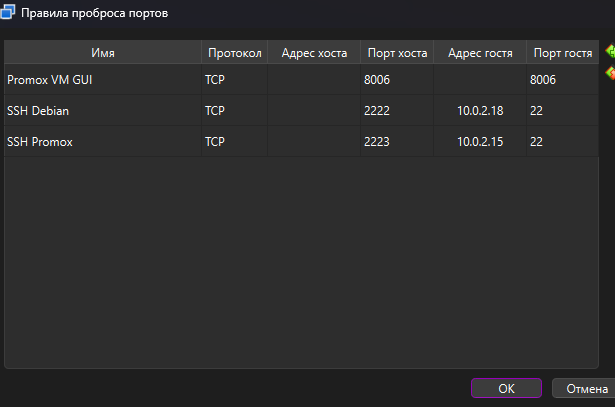 Правила проброса портов
Имя Протокол Адрес хоста Порт хоста Адрес гостя Порт гостя
Promox VM GUI TCP 8006 8006
SSH Debian TCP 2222 10.0.2.18 22
SSH Promox TCP 2223 10.0.2.15 22
OK Отмена